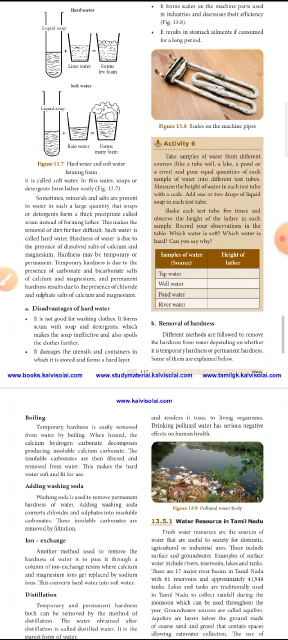 Hard water
Liquid soap
+
=
Lime water
Forms
low foam
Soft water
Liquid soap
+
=
Rain water
Forms
many foam
Figure 13.7 Hard water and soft water
forming foam
it is called soft water. In this water, soaps or
detergents form lather easily (Fig. 13.7).
Sometimes, minerals and salts are present
in water in such a large quantity that soaps
or detergents form a thick precipitate called
scum instead of forming lather. This makes the
removal of dirt further difficult. Such water is
called hard water. Hardness of water is due to
the presence of dissolved salts of calcium and
magnesium. Hardness may be temporary or
permanent. Temporary hardness is due to the
presence of carbonate and bicarbonate salts
of calcium and magnesium, and permanent
hardness results due to the presence of chloride
and sulphate salts of calcium and magnesium.
a. Disadvantages of hard water
• It is not good for washing clothes. It forms
scum with soap and detergents, which
makes the soap ineffective and also spoils
the clothes further.
• It damages the utensils and containers in
which it is stored and forms a hard layer.
• It forms scales on the machine parts used
in industries and decreases their efficiency
(Fig. 13.8).
• It results in stomach ailments if consumed
for a long period.
Figure 13.8 Scales on the machine pipes
Activity 6
Take samples of water from different
sources (like a tube well, a lake, a pond or
a river) and pour equal quantities of each
sample of water into different test tubes.
Measure the height of water in each test tube
with a scale. Add one or two drops of liquid
soap to each test tube.
Shake each test tube five times and
observe the height of the lather in each
sample. Record your observations in the
table. Which water is soft? Which water is
hard? Can you say why?
Samples of water
(Source)
Height of
lather
Tap water
Well water
Pond water
River water
b. Removal of hardness
Different methods are followed to remove
the hardness from water depending on whether
it is temporary hardness or permanent hardness.
Some of them are explained below.
www.books.kalvisolai.com www.studymaterial.kalvisolai.com www.tamilgk.kalvisolai.com
www.kalvisolai.com
Boiling
Temporary hardness is easily removed
from water by boiling. When heated, the
calcium hydrogen carbonate decomposes
producing insoluble calcium carbonate. The
insoluble carbonates are then filtered and
removed from water. This makes the hard
water soft and fit for use.
Adding washing soda
Washing soda is used to remove permanent
hardness of water. Adding washing soda
converts chlorides and sulphates into insoluble
carbonates. These insoluble carbonates are
removed by filtration.
Ion - exchange
Another method used to remove the
hardness of water is to pass it through a
column of ion-exchange resins where calcium
and magnesium ions get replaced by sodium
ions. This converts hard water into soft water.
Distillation
Temporary and permanent hardness
both can be removed by the method of
distillation. The water obtained after
distillation is called distilled water. It is the
purest form of water.
and renders it toxic to living organisms.
Drinking polluted water has serious negative
effects on human health.
Figure 13.9 Polluted water body
13.5.1 Water Resource in Tamil Nadu
Fresh water resources are the sources of
water that are useful to society for domestic,
agricultural or industrial uses. These include
surface and groundwater. Examples of surface
water include rivers, reservoirs, lakes and tanks.
There are 17 major river basins in Tamil Nadu
with 61 reservoirs and approximately 41,948
tanks. Lakes and tanks are traditionally used
in Tamil Nadu to collect rainfall during the
monsoon which can be used throughout the
year. Groundwater sources are called aquifers.
Aquifers are layers below the ground made
of coarse sand and gravel that contain spaces
allowing rainwater collection. The use of